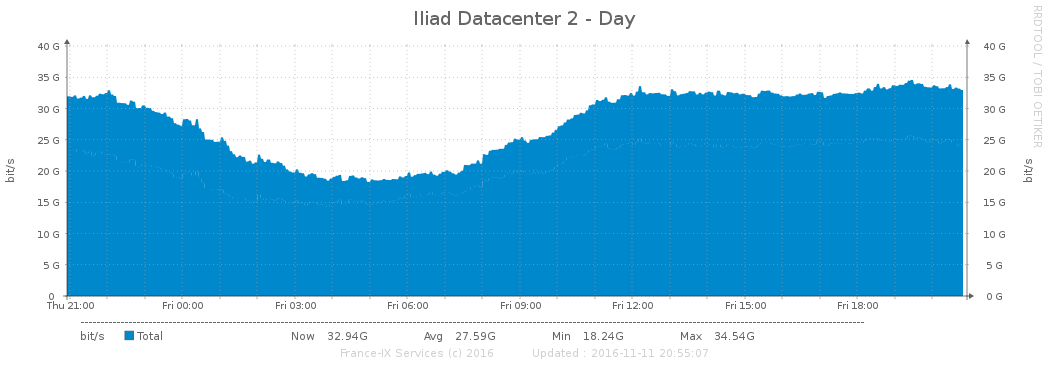 Iliad Datacenter 2 - Day
RRDTOOL / TOBI OETIKER
40 G 40 G
35 G 35 G
30 G 30 G
25 G 25 G
20 G 20 G
15 G 15 G
10 G 10 G
5 G 5 G
0 0 G
bit/s bit/s
Thu 21:00 Fri 00:00 Fri 03:00 Fri 06:00 Fri 09:00 Fri 12:00 Fri 15:00 Fri 18:00
bit/s Total Now 32.94G Avg 27.59G Min 18.24G Max 34.54G
France-IX Services (c) 2016 Updated : 2016-11-11 20:55:07